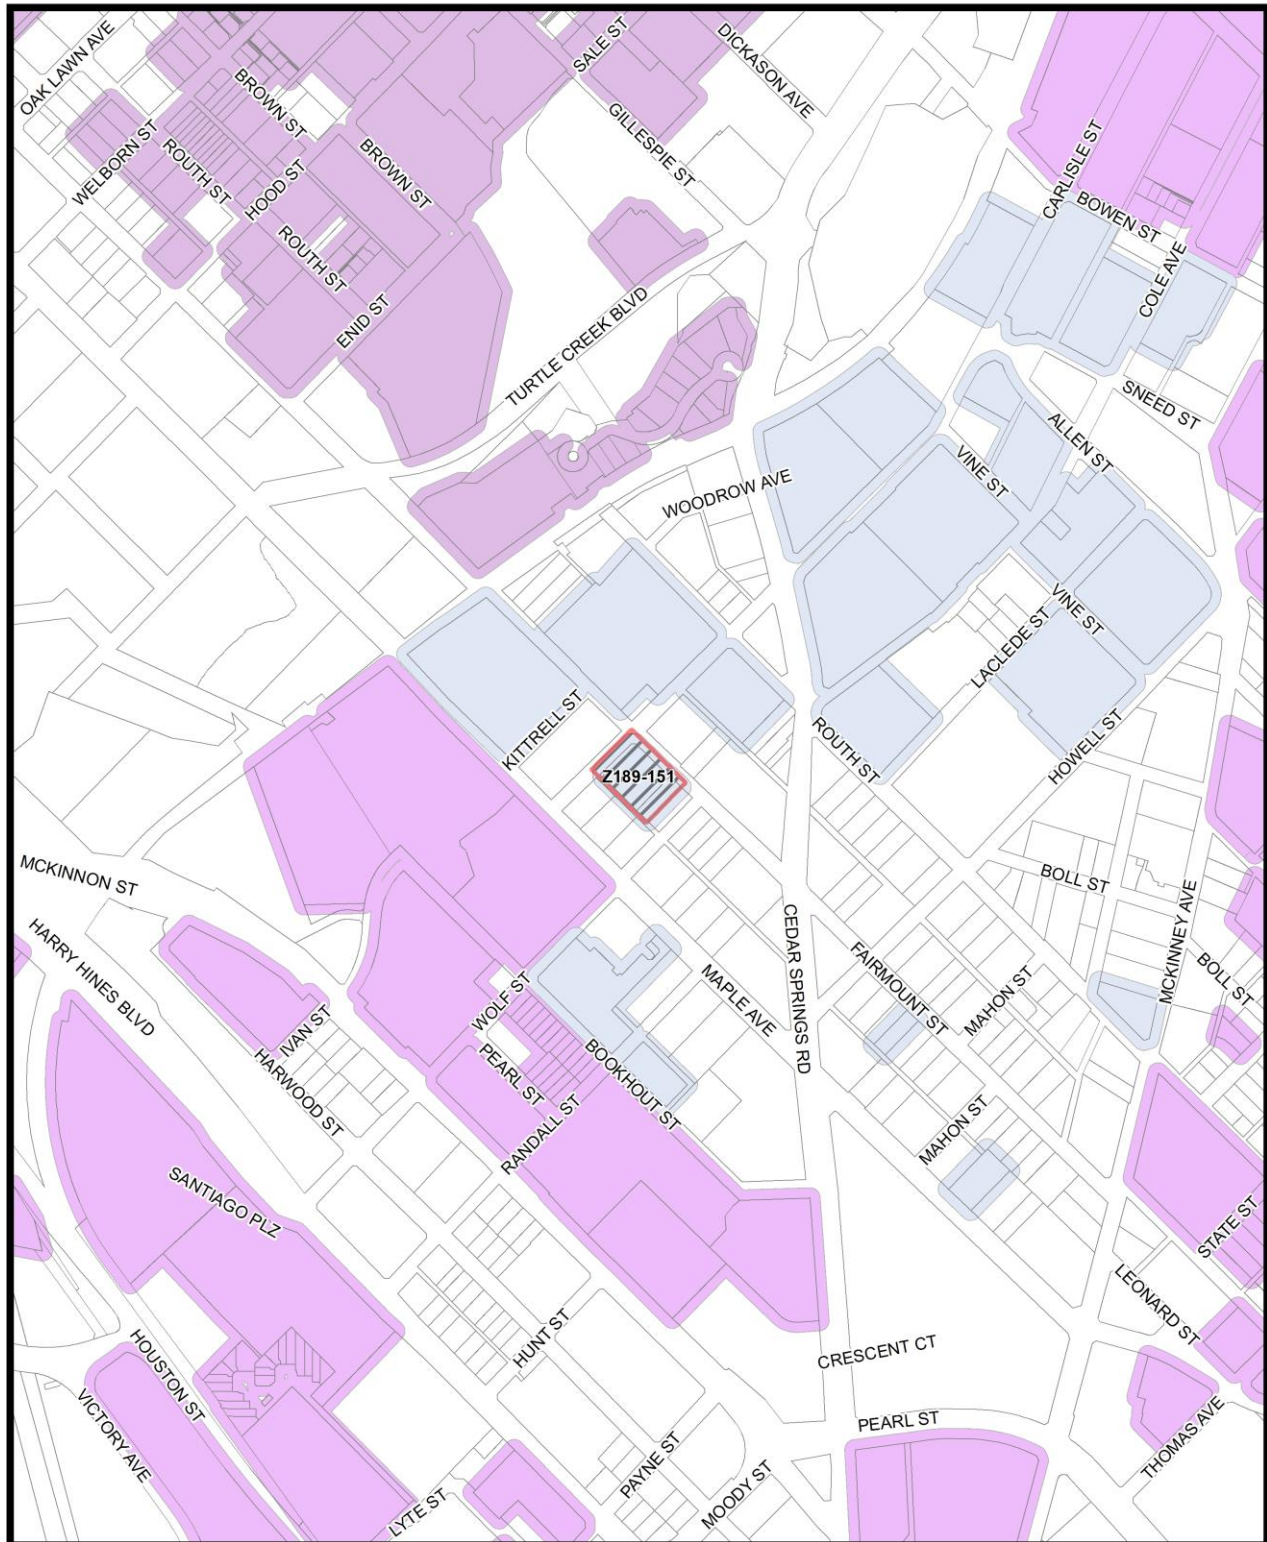 OAK LAWN AVE
SALE ST
DICKASON AVE
BROWN ST
GILLESPIE ST
WELBORN ST
ROUTH ST
HOOD ST
BROWN ST
CARLISLE ST
BOWEN ST
ROUTH ST
COLE AVE
ENID ST
TURTLE CREEK BLVD
SNEED ST
ALLEN ST
VINE ST
WOODROW AVE
VINE ST
LACLEDE ST
KITTRELL ST
ROUTH ST
HOWELL ST
Z189-151
MCKINNON ST
BOLL ST
HARRY HINES BLVD
CEDAR SPRINGS RD
MCKINNEY AVE
FAIRMOUNT ST
BOLL ST
MAPLE AVE
MAHON ST
WOLF ST
IVAN ST
HARWOOD ST
PEARL ST
BOOKHOUT ST
RANDALL ST
MAHON ST
SANTIAGO PLZ
STATE ST
LEONARD ST
HUNT ST
CRESCENT CT
HOUSTON ST
VICTORY AVE
PEARL ST
THOMAS AVE
PAYNE ST
MOODY ST
LYTE ST